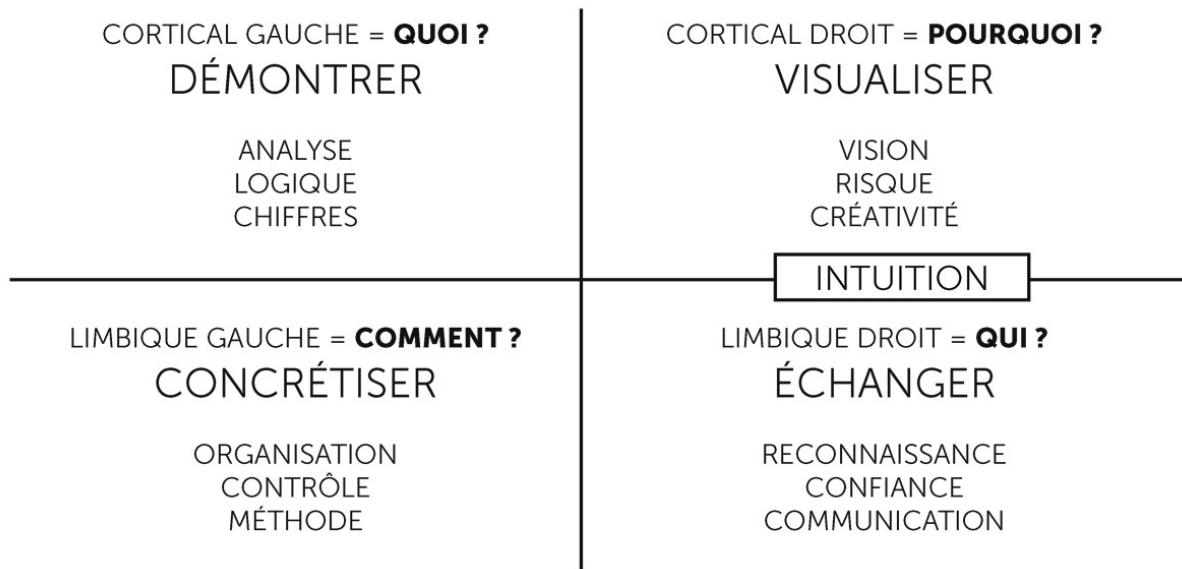 CORTICAL GAUCHE = QUOI ?
DÉMONTRER
ANALYSE
LOGIQUE
CHIFFRES
CORTICAL DROIT = POURQUOI ?
VISUALISER
VISION
RISQUE
CRÉATIVITÉ
INTUITION
LIMBIQUE GAUCHE = COMMENT ?
CONCRÉTISER
ORGANISATION
CONTRÔLE
MÉTHODE
LIMBIQUE DROIT = QUI ?
ÉCHANGER
RECONNAISSANCE
CONFIANCE
COMMUNICATION